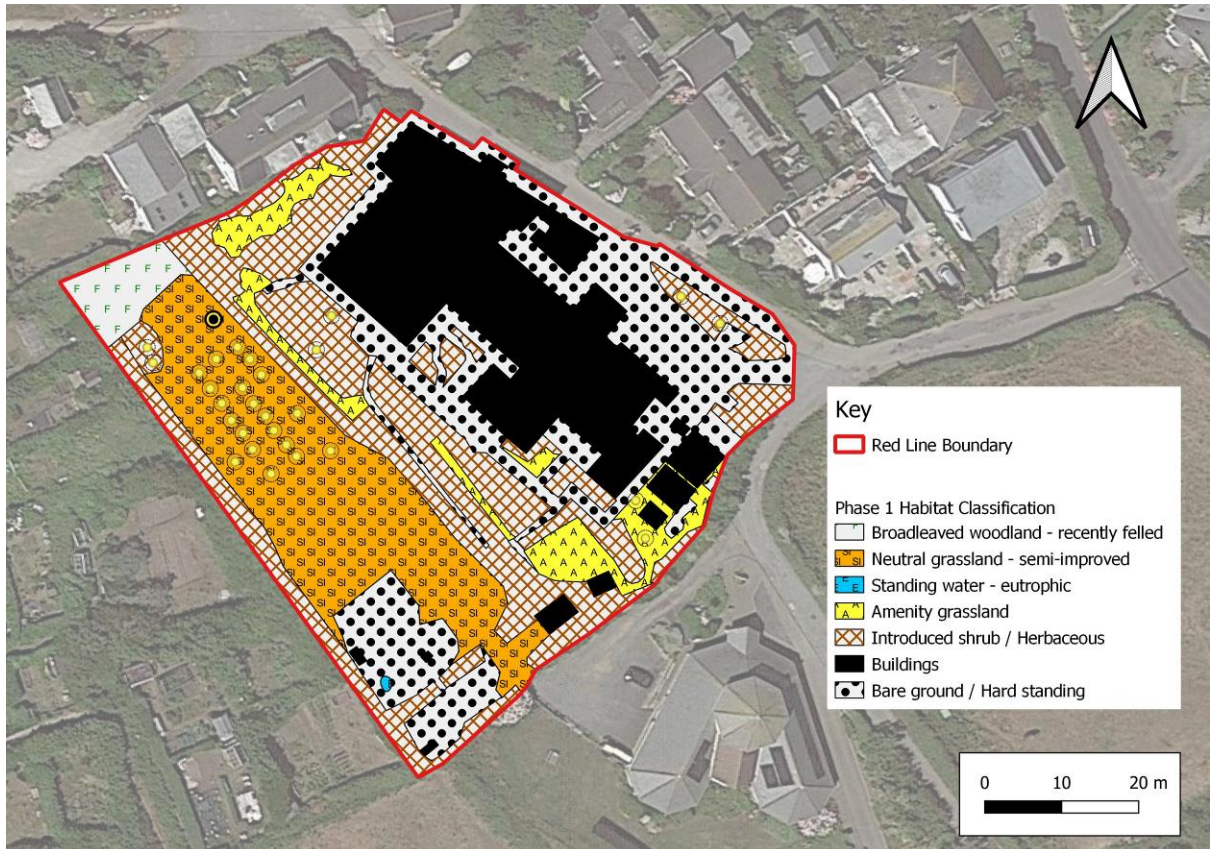 Key
Red Line Boundary
Phase 1 Habitat Classification
Broadleaved woodland - recently felled
Neutral grassland - semi-improved
Standing water - eutrophic
Amenity grassland
Introduced shrub / Herbaceous
Buildings
Bare ground / Hard standing
0 10 20 m